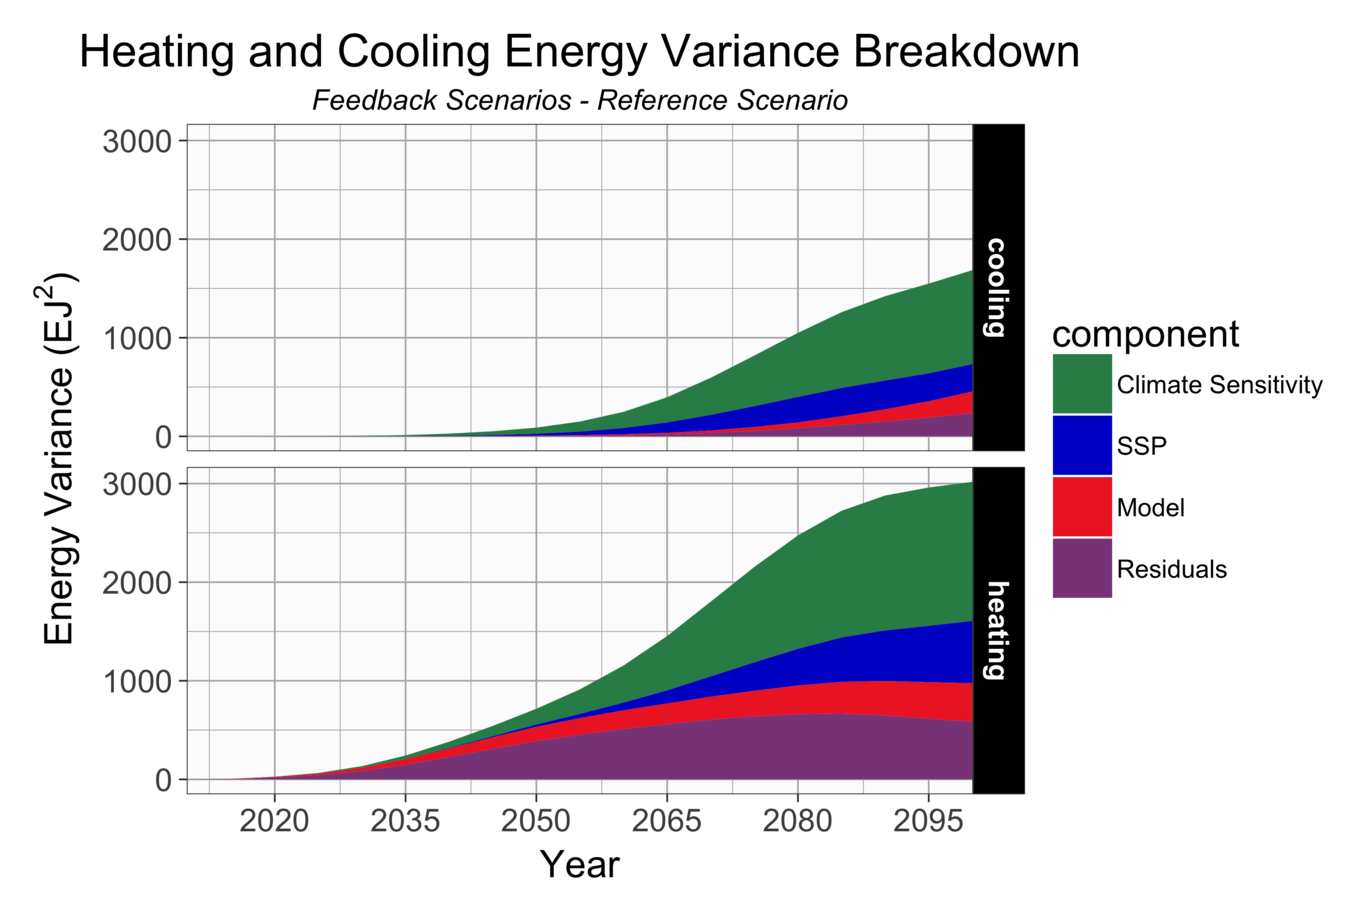 Heating and Cooling Energy Variance Breakdown
Feedback Scenarios - Reference Scenario
Energy Variance (EJ²)
3000
2000
1000
0
cooling
3000
2000
1000
0
heating
2020 2035 2050 2065 2080 2095
Year
component
Climate Sensitivity
SSP
Model
Residuals